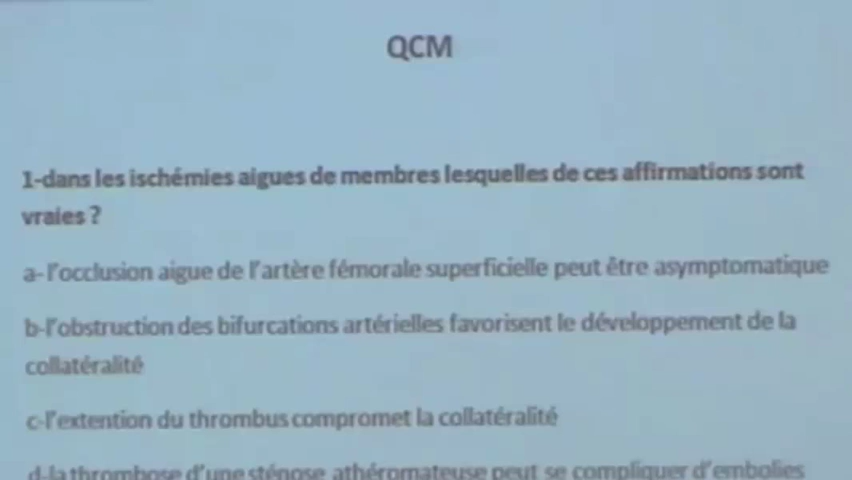 QCM
1-dans les ischémies aigues de membres lesquelles de ces affirmations sont
vraies ?
a-l'occlusion aigue de l'artère fémorale superficielle peut être asymptomatique
b-l'obstruction des bifurcations artérielles favorisent le développement de la
collatéralité
c-l'extention du thrombus compromet la collatéralité
d-la thrombose d'une sténose athéromateuse peut se compliquer d'embolies